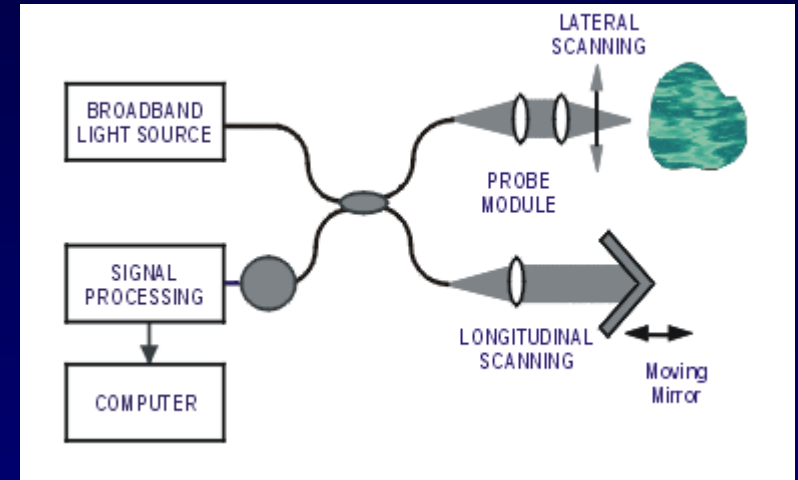 LATERAL
SCANNING
BROADBAND
LIGHT SOURCE
PROBE
MODULE
SIGNAL
PROCESSING
LONGITUDINAL
SCANNING
Moving
Mirror
COMPUTER